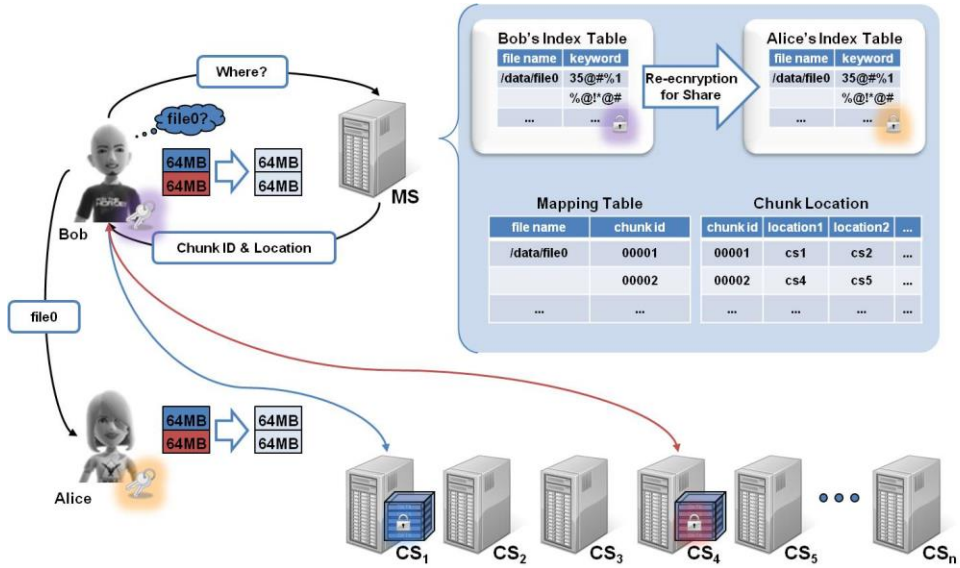 Where?
file0?
64MB
64MB
64MB
64MB
MS
Bob
Chunk ID & Location
file0
Alice
64MB
64MB
64MB
64MB
Bob's Index Table
file name keyword
/data/file0 35@#%1
%@!*@#
... ...
Re-ecnryption
for Share
Alice's Index Table
file name keyword
/data/file0 35@#%1
%@!*@#
... ...
Mapping Table
file name chunk id
/data/file0 00001
00002
... ...
Chunk Location
chunk id location1 location2 ...
00001 cs1 cs2 ...
00002 cs4 cs5 ...
... ... ... ...
CS1
CS2
CS3
CS4
CS5
CSn